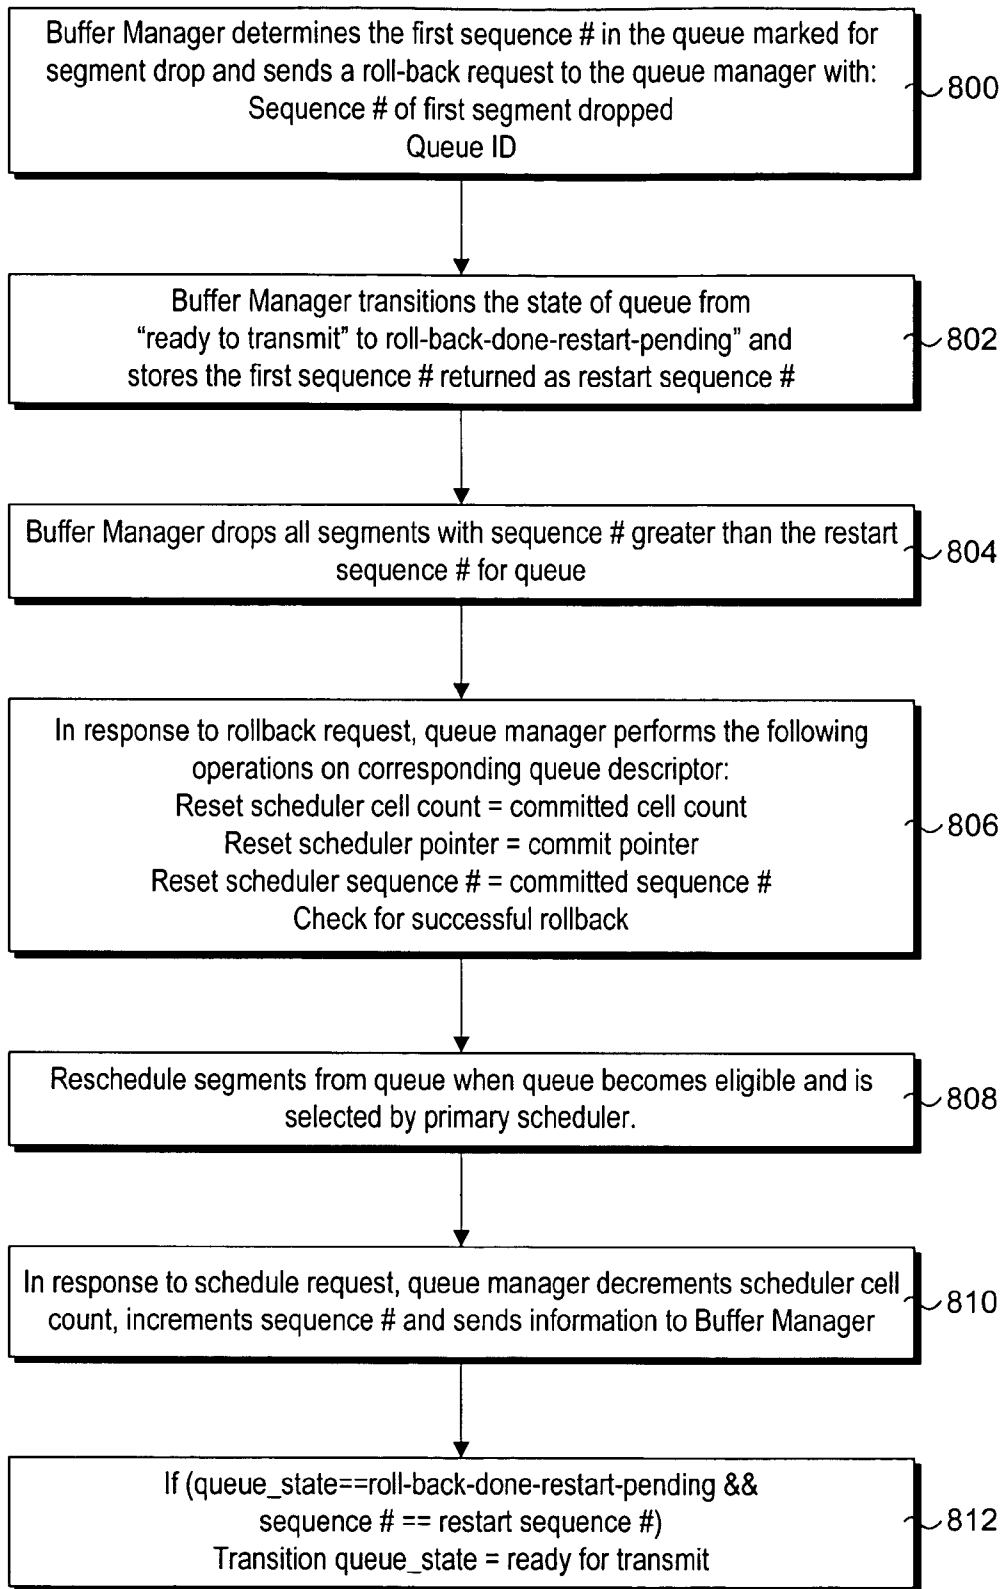 Buffer Manager determines the first sequence # in the queue marked for
segment drop and sends a roll-back request to the queue manager with:
Sequence # of first segment dropped
Queue ID
800
Buffer Manager transitions the state of queue from
“ready to transmit” to roll-back-done-restart-pending” and
stores the first sequence # returned as restart sequence #
802
Buffer Manager drops all segments with sequence # greater than the restart
sequence # for queue
804
In response to rollback request, queue manager performs the following
operations on corresponding queue descriptor:
Reset scheduler cell count = committed cell count
Reset scheduler pointer = commit pointer
Reset scheduler sequence # = committed sequence #
Check for successful rollback
806
Reschedule segments from queue when queue becomes eligible and is
selected by primary scheduler.
808
In response to schedule request, queue manager decrements scheduler cell
count, increments sequence # and sends information to Buffer Manager
810
If (queue_state==roll-back-done-restart-pending &&
sequence # == restart sequence #)
Transition queue_state = ready for transmit
812